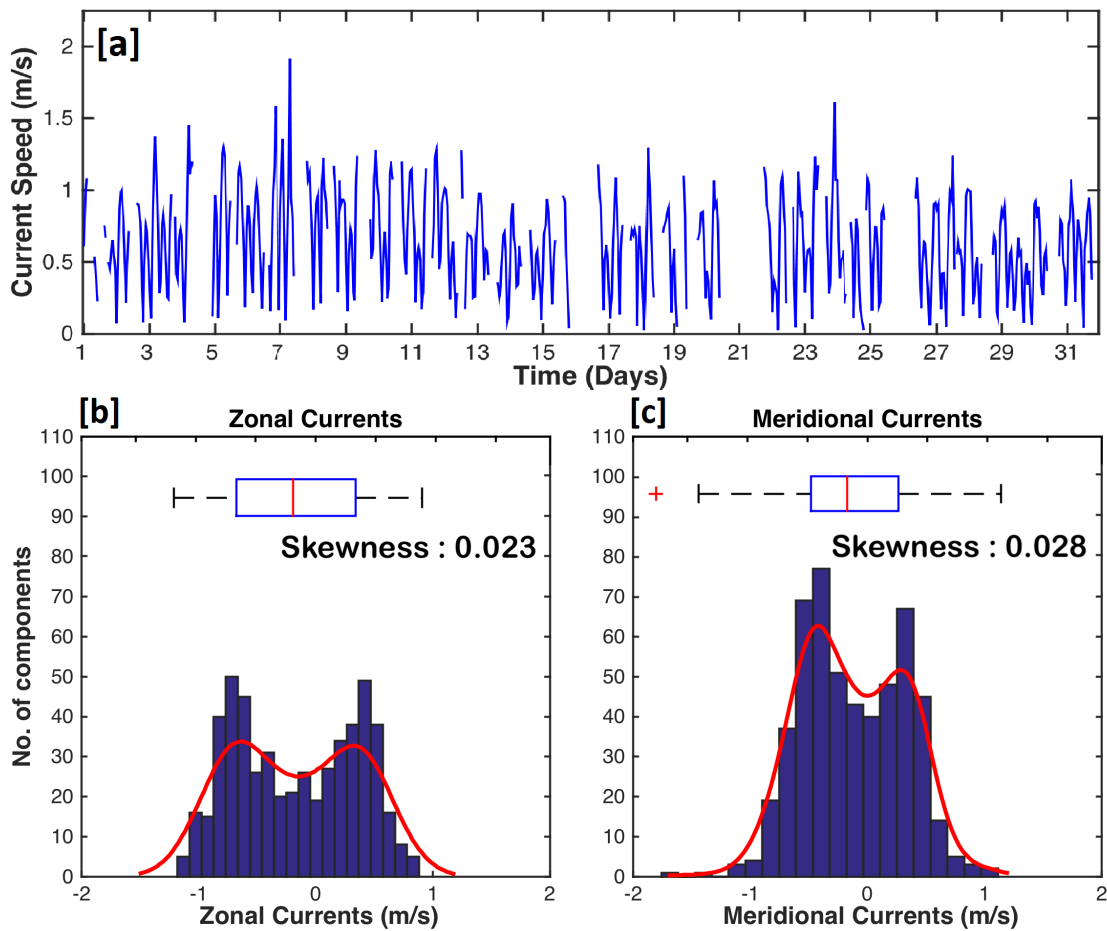 [a]
Current Speed (m/s)
2
1.5
1
0.5
0
1 3 5 7 9 11 13 15 17 19 21 23 25 27 29 31
Time (Days)
[b]
Zonal Currents
No. of components
110
100
90
80
70
60
50
40
30
20
10
0
Skewness : 0.023
-2 -1 0 1 2
Zonal Currents (m/s)
[c]
Meridional Currents
110
100
90
80
70
60
50
40
30
20
10
0
Skewness : 0.028
-2 -1 0 1 2
Meridional Currents (m/s)